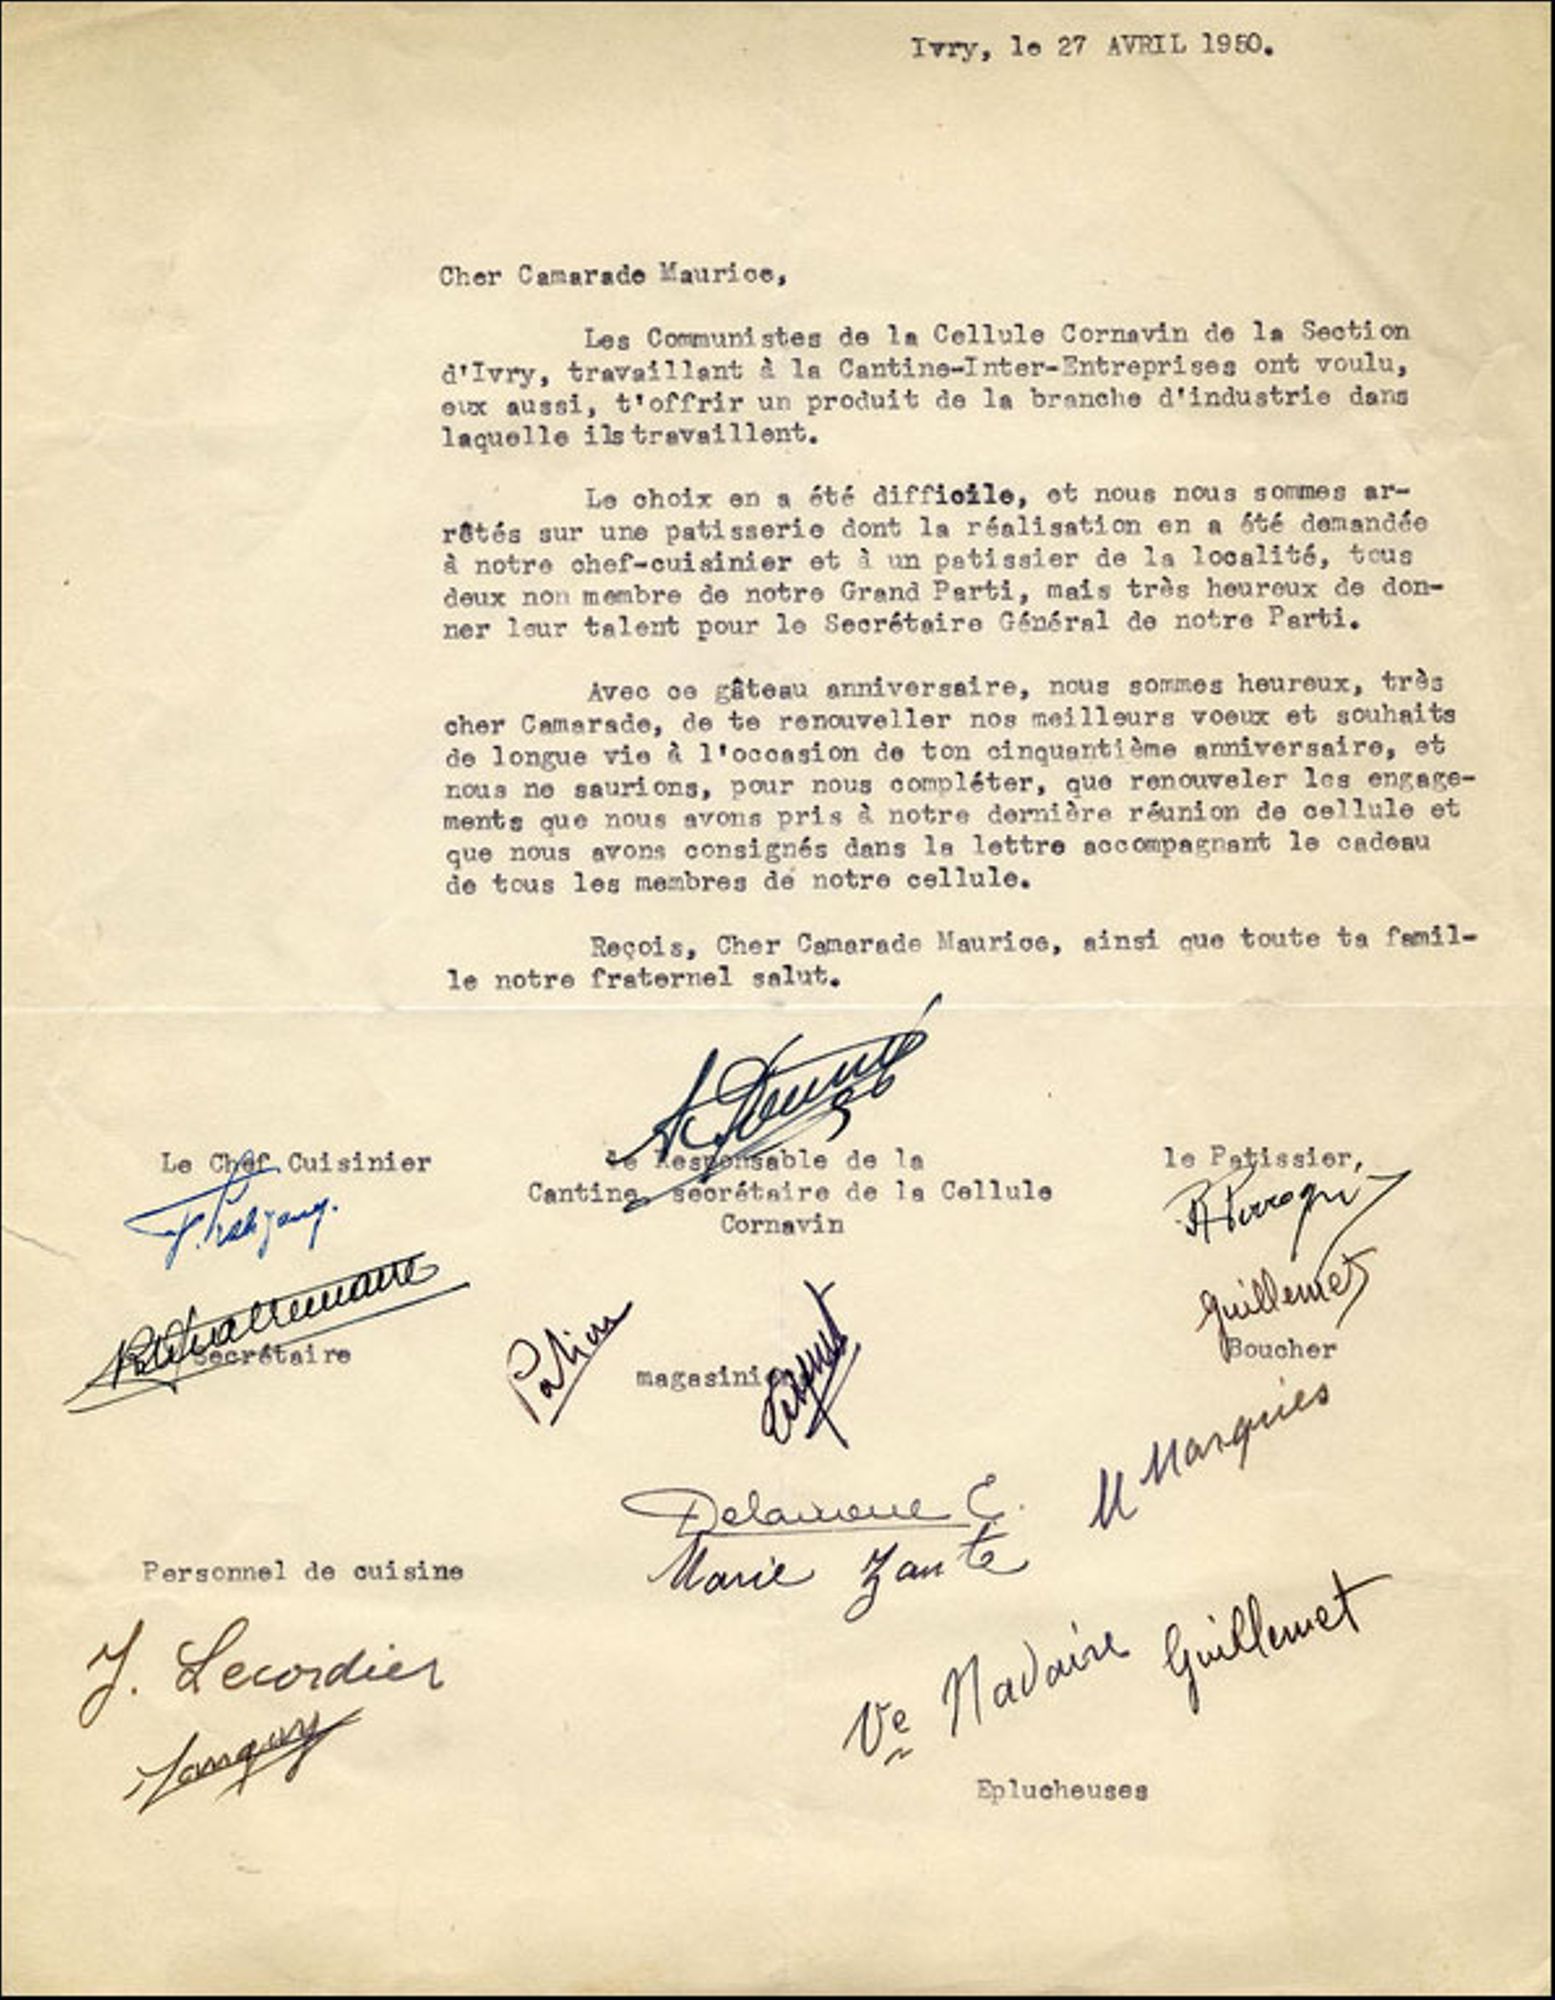 Ivry, le 27 AVRIL 1950.
Cher Camarade Maurice,
Les Communistes de la Cellule Cornavin de la Section
d'Ivry, travaillant à la Cantine-Inter-Entreprises ont voulu,
eux aussi, t'offrir un produit de la branche d'industrie dans
laquelle ils travaillent.
Le choix en a été difficile, et nous nous sommes ar-
rêtés sur une patisserie dont la réalisation en a été demandée
à notre chef-cuisinier et à un patissier de la localité, tous
deux non membre de notre Grand Parti, mais très heureux de don-
ner leur talent pour le Secrétaire Général de notre Parti.
Avec ce gâteau anniversaire, nous sommes heureux, très
cher Camarade, de te renouveller nos meilleurs voeux et souhaits
de longue vie à l'occasion de ton cinquantième anniversaire, et
nous ne saurions, pour nous compléter, que renouveler les engage-
ments que nous avons pris à notre dernière réunion de cellule et
que nous avons consignés dans la lettre accompagnant le cadeau
de tous les membres de notre cellule.
Reçois, Cher Camarade Maurice, ainsi que toute ta famil-
le notre fraternel salut.
Le Chef Cuisinier
Le Responsable de la
Cantine, secrétaire de la Cellule
Cornavin
le Patissier,
Guillemet
Secrétaire
magasinier
Boucher
M Marquies
Marie Zante
Personnel de cuisine
J. Lecordier
Ve Nadaire Guillemet
Tanguy
Eplucheuses